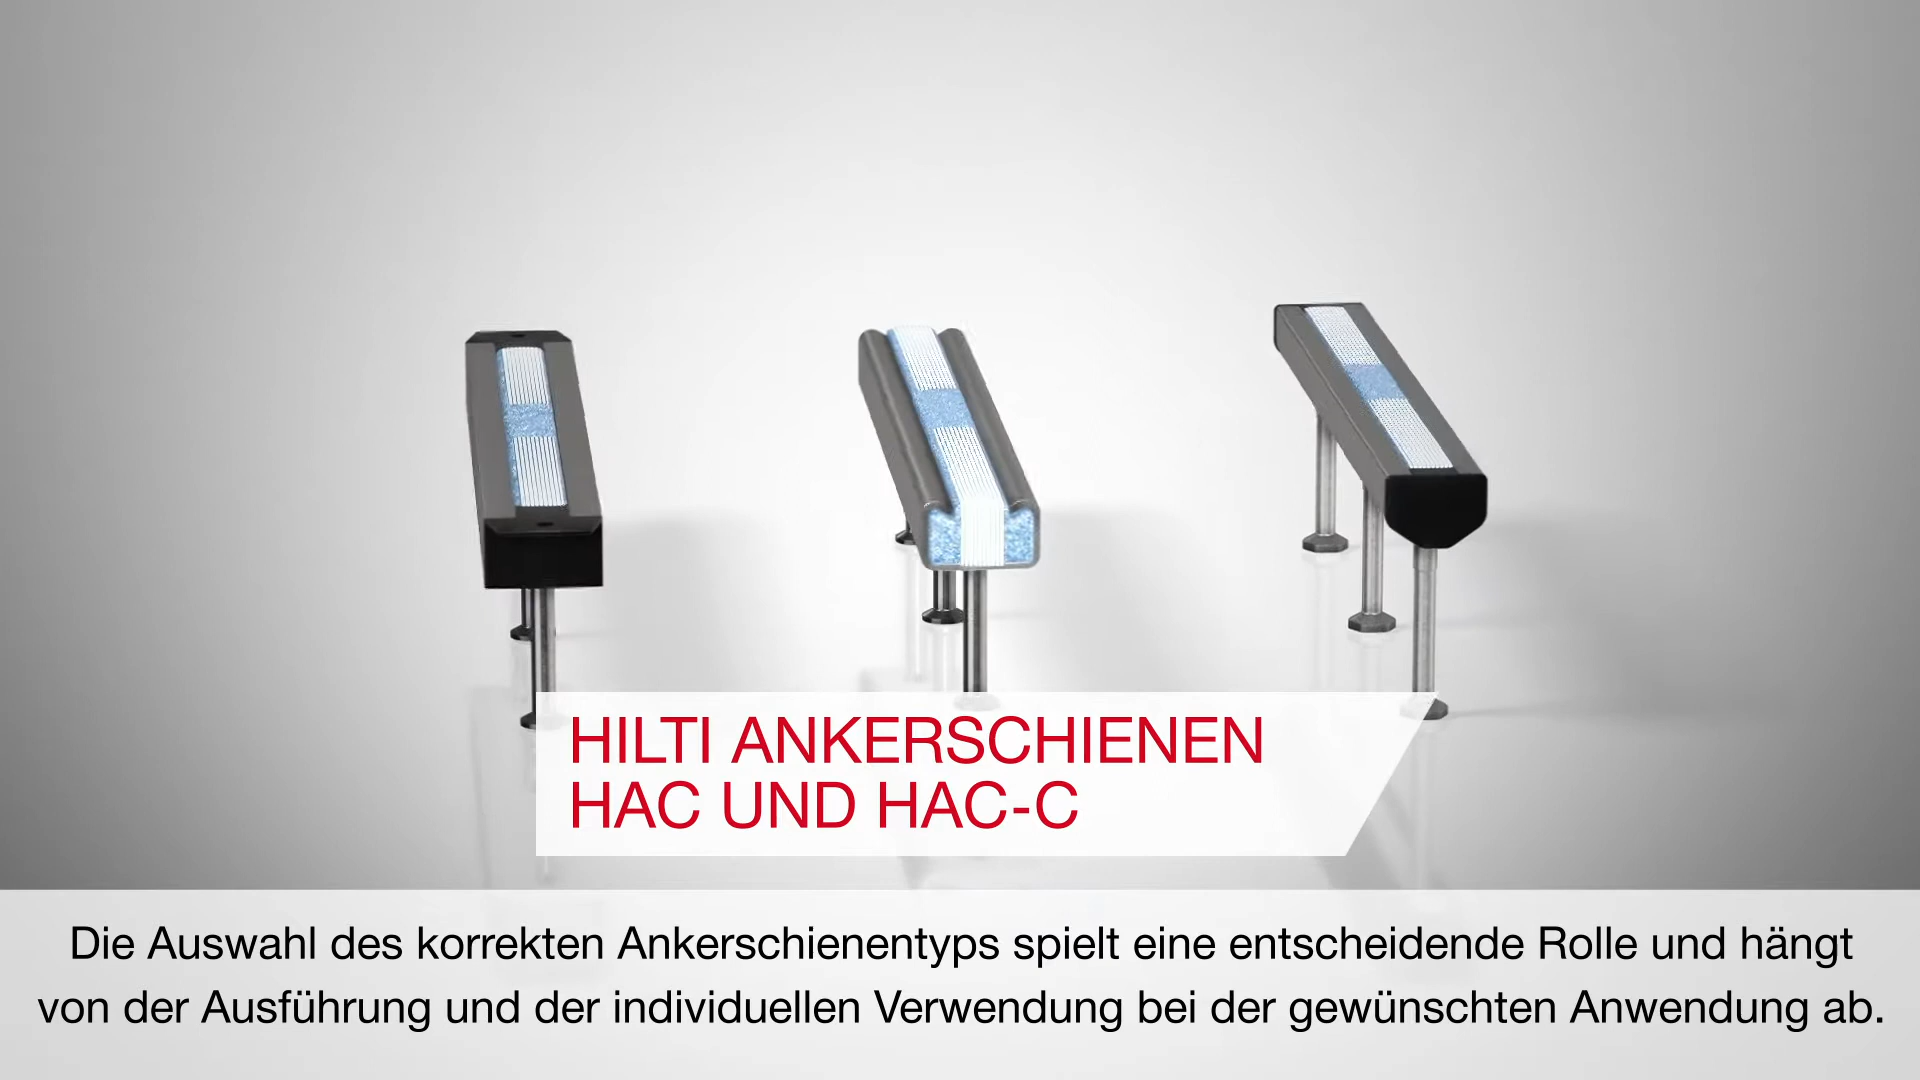 HILTI ANKERSCHIENEN
HAC UND HAC-C
Die Auswahl des korrekten Ankerschienentyps spielt eine entscheidende Rolle und hängt
von der Ausführung und der individuellen Verwendung bei der gewünschten Anwendung ab.